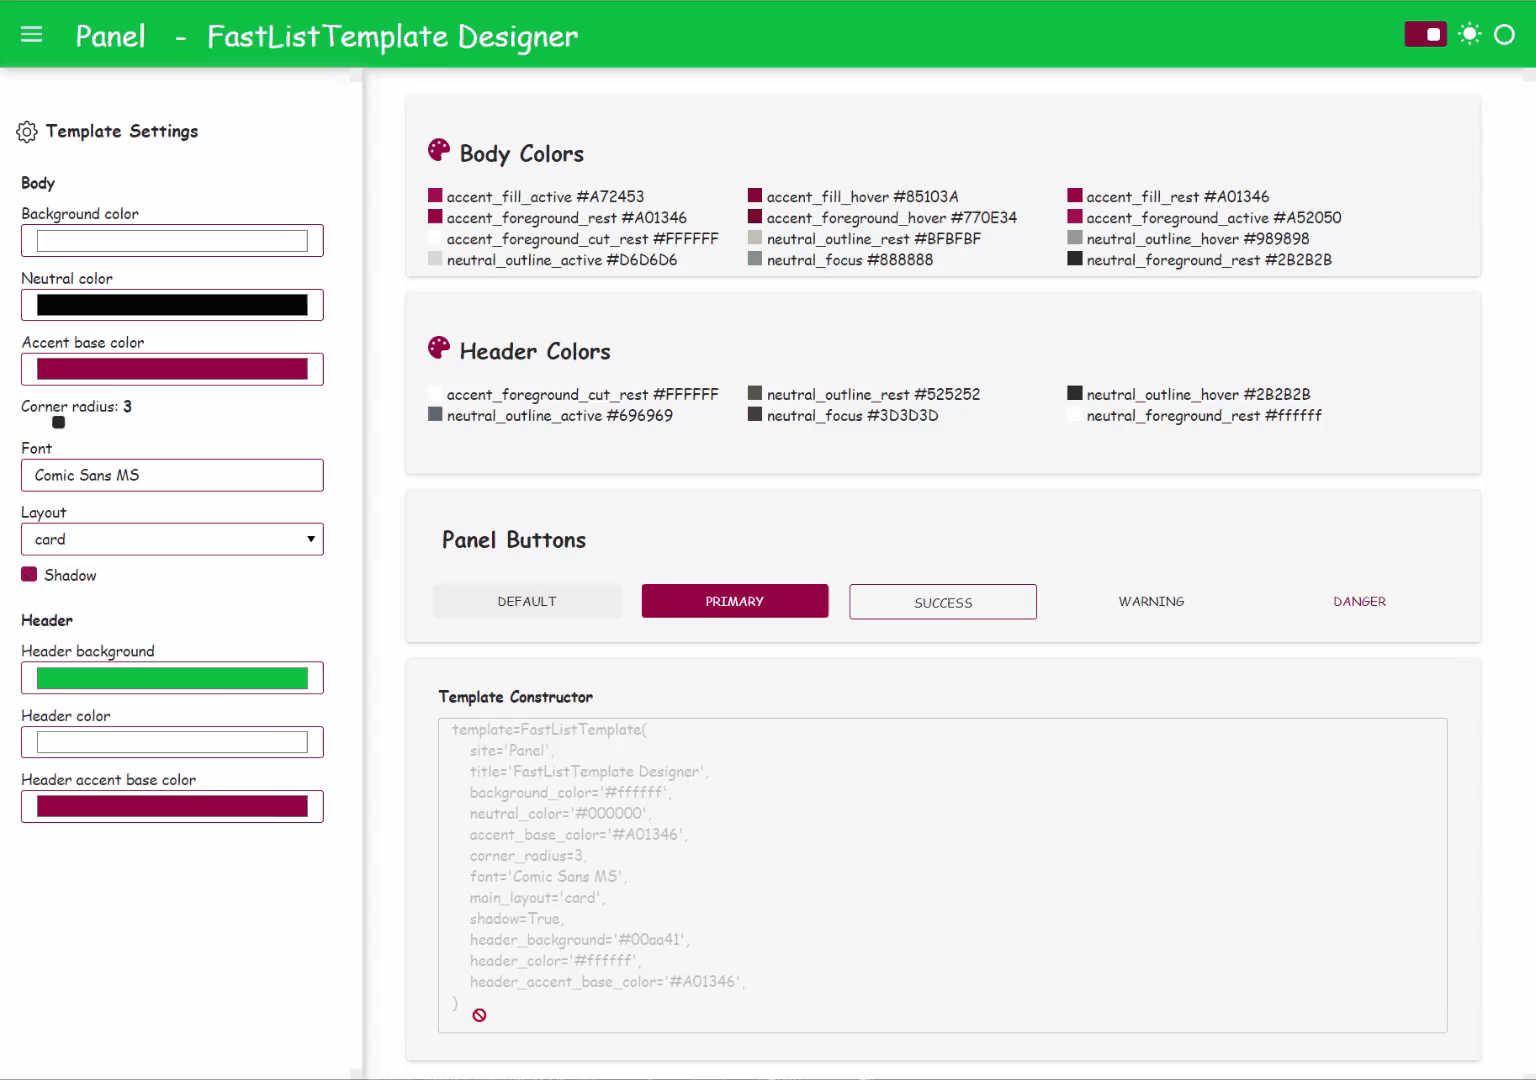 Panel - FastListTemplate Designer
Template Settings
Body
Background color
Neutral color
Accent base color
Corner radius: 3
Font
Comic Sans MS
Layout
card
Shadow
Header
Header background
Header color
Header accent base color
Body Colors
accent_fill_active #A72453 accent_fill_hover #85103A accent_fill_rest #A01346
accent_foreground_rest #A01346 accent_foreground_hover #770E34 accent_foreground_active #A52050
accent_foreground_cut_rest #FFFFFF neutral_outline_rest #BFBFBF neutral_outline_hover #989898
neutral_outline_active #D6D6D6 neutral_focus #888888 neutral_foreground_rest #2B2B2B
Header Colors
accent_foreground_cut_rest #FFFFFF neutral_outline_rest #525252 neutral_outline_hover #2B2B2B
neutral_outline_active #696969 neutral_focus #3D3D3D neutral_foreground_rest #ffffff
Panel Buttons
DEFAULT PRIMARY SUCCESS WARNING DANGER
Template Constructor
template=FastListTemplate(
site='Panel',
title='FastListTemplate Designer',
background_color='#ffffff',
neutral_color='#000000',
accent_base_color='#A01346',
corner_radius=3,
font='Comic Sans MS',
main_layout='card',
shadow=True,
header_background='#00aa41',
header_color='#ffffff',
header_accent_base_color='#A01346',
)